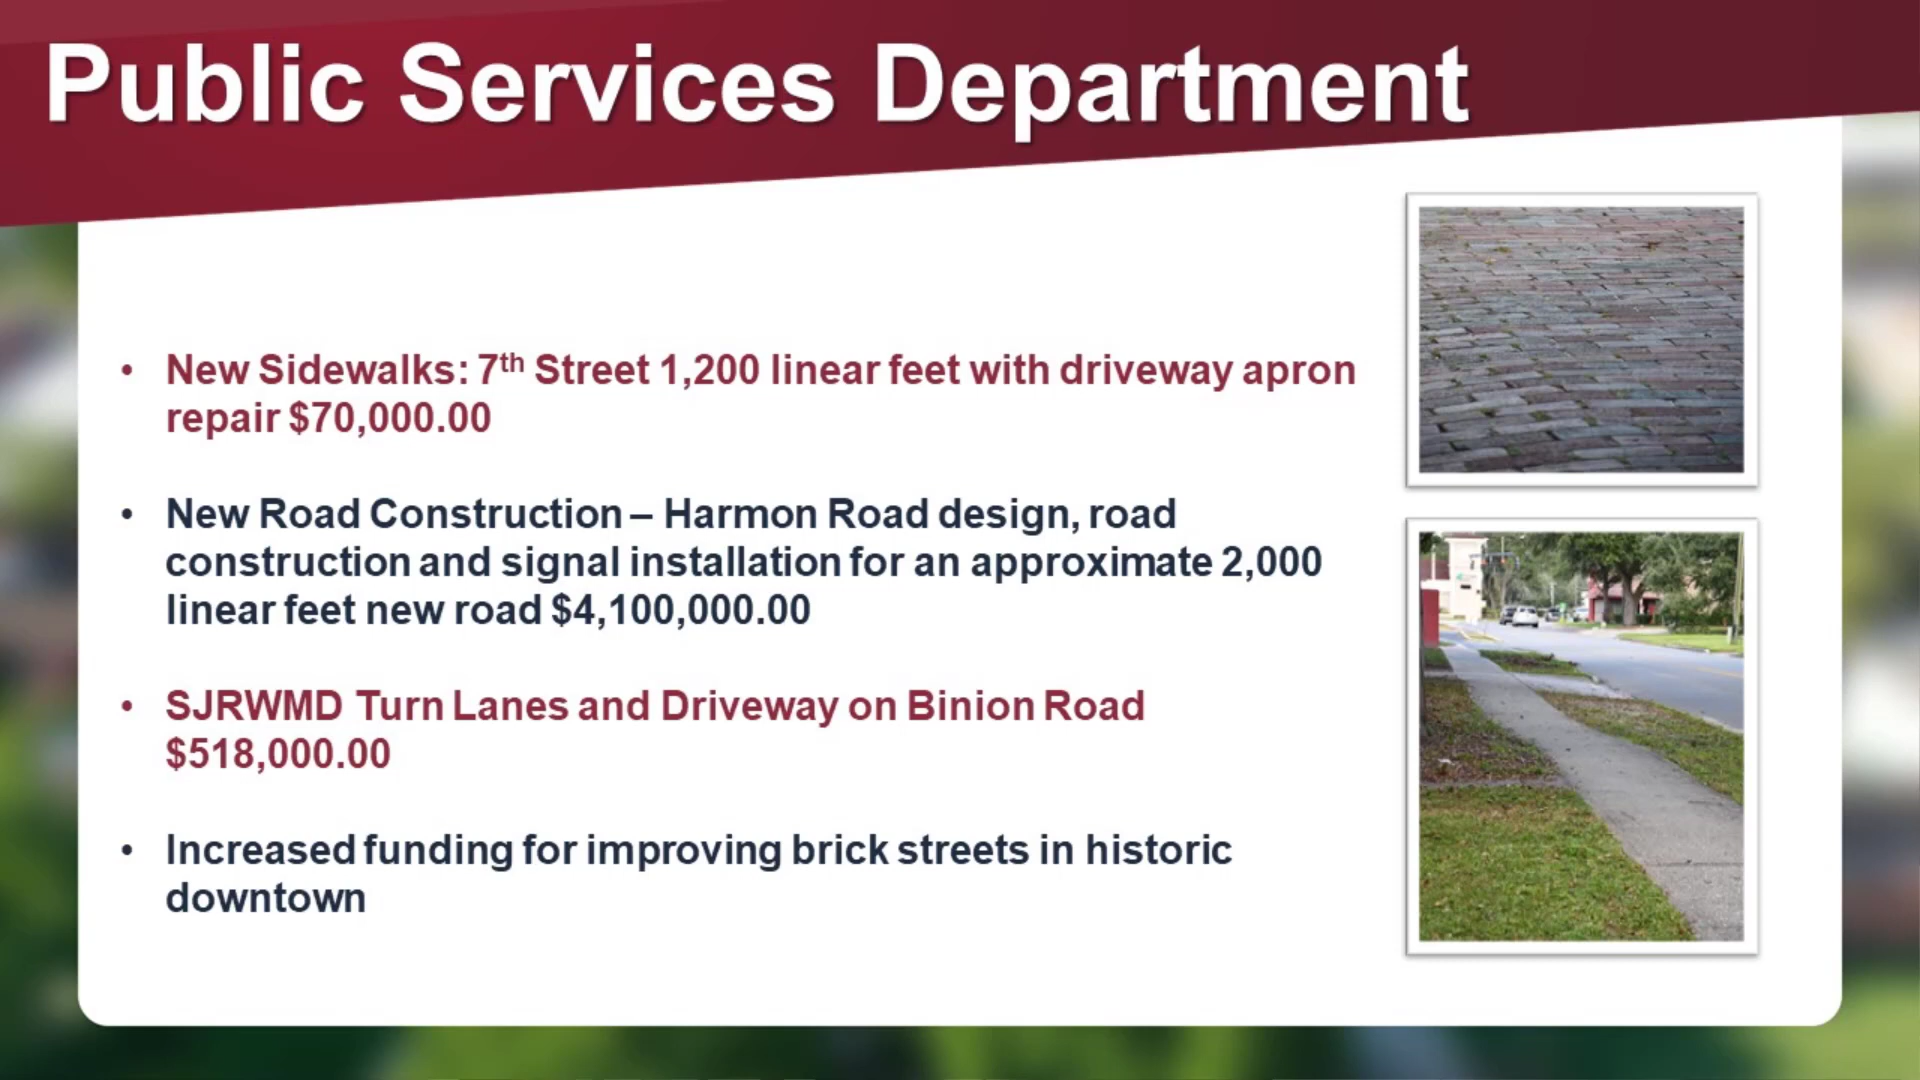 Public Services Department
• New Sidewalks: 7th Street 1,200 linear feet with driveway apron
repair $70,000.00
• New Road Construction – Harmon Road design, road
construction and signal installation for an approximate 2,000
linear feet new road $4,100,000.00
• SJRWMD Turn Lanes and Driveway on Binion Road
$518,000.00
• Increased funding for improving brick streets in historic
downtown